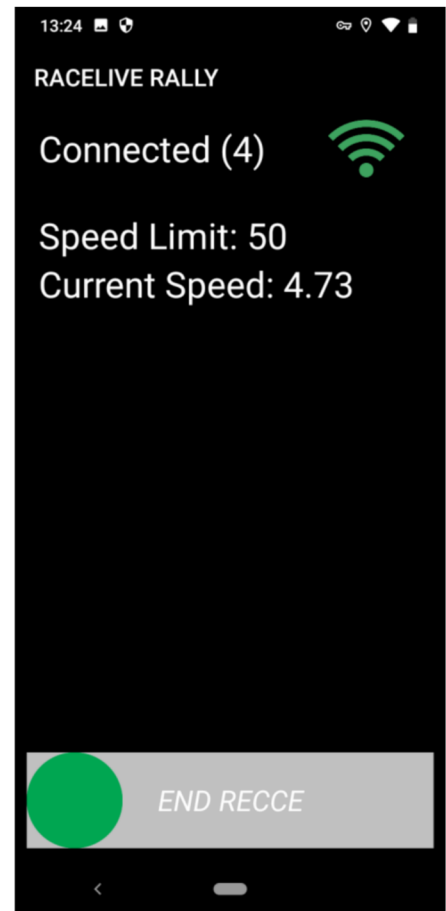 13:24
RACELIVE RALLY
Connected (4)
Speed Limit: 50
Current Speed: 4.73
END RECCE